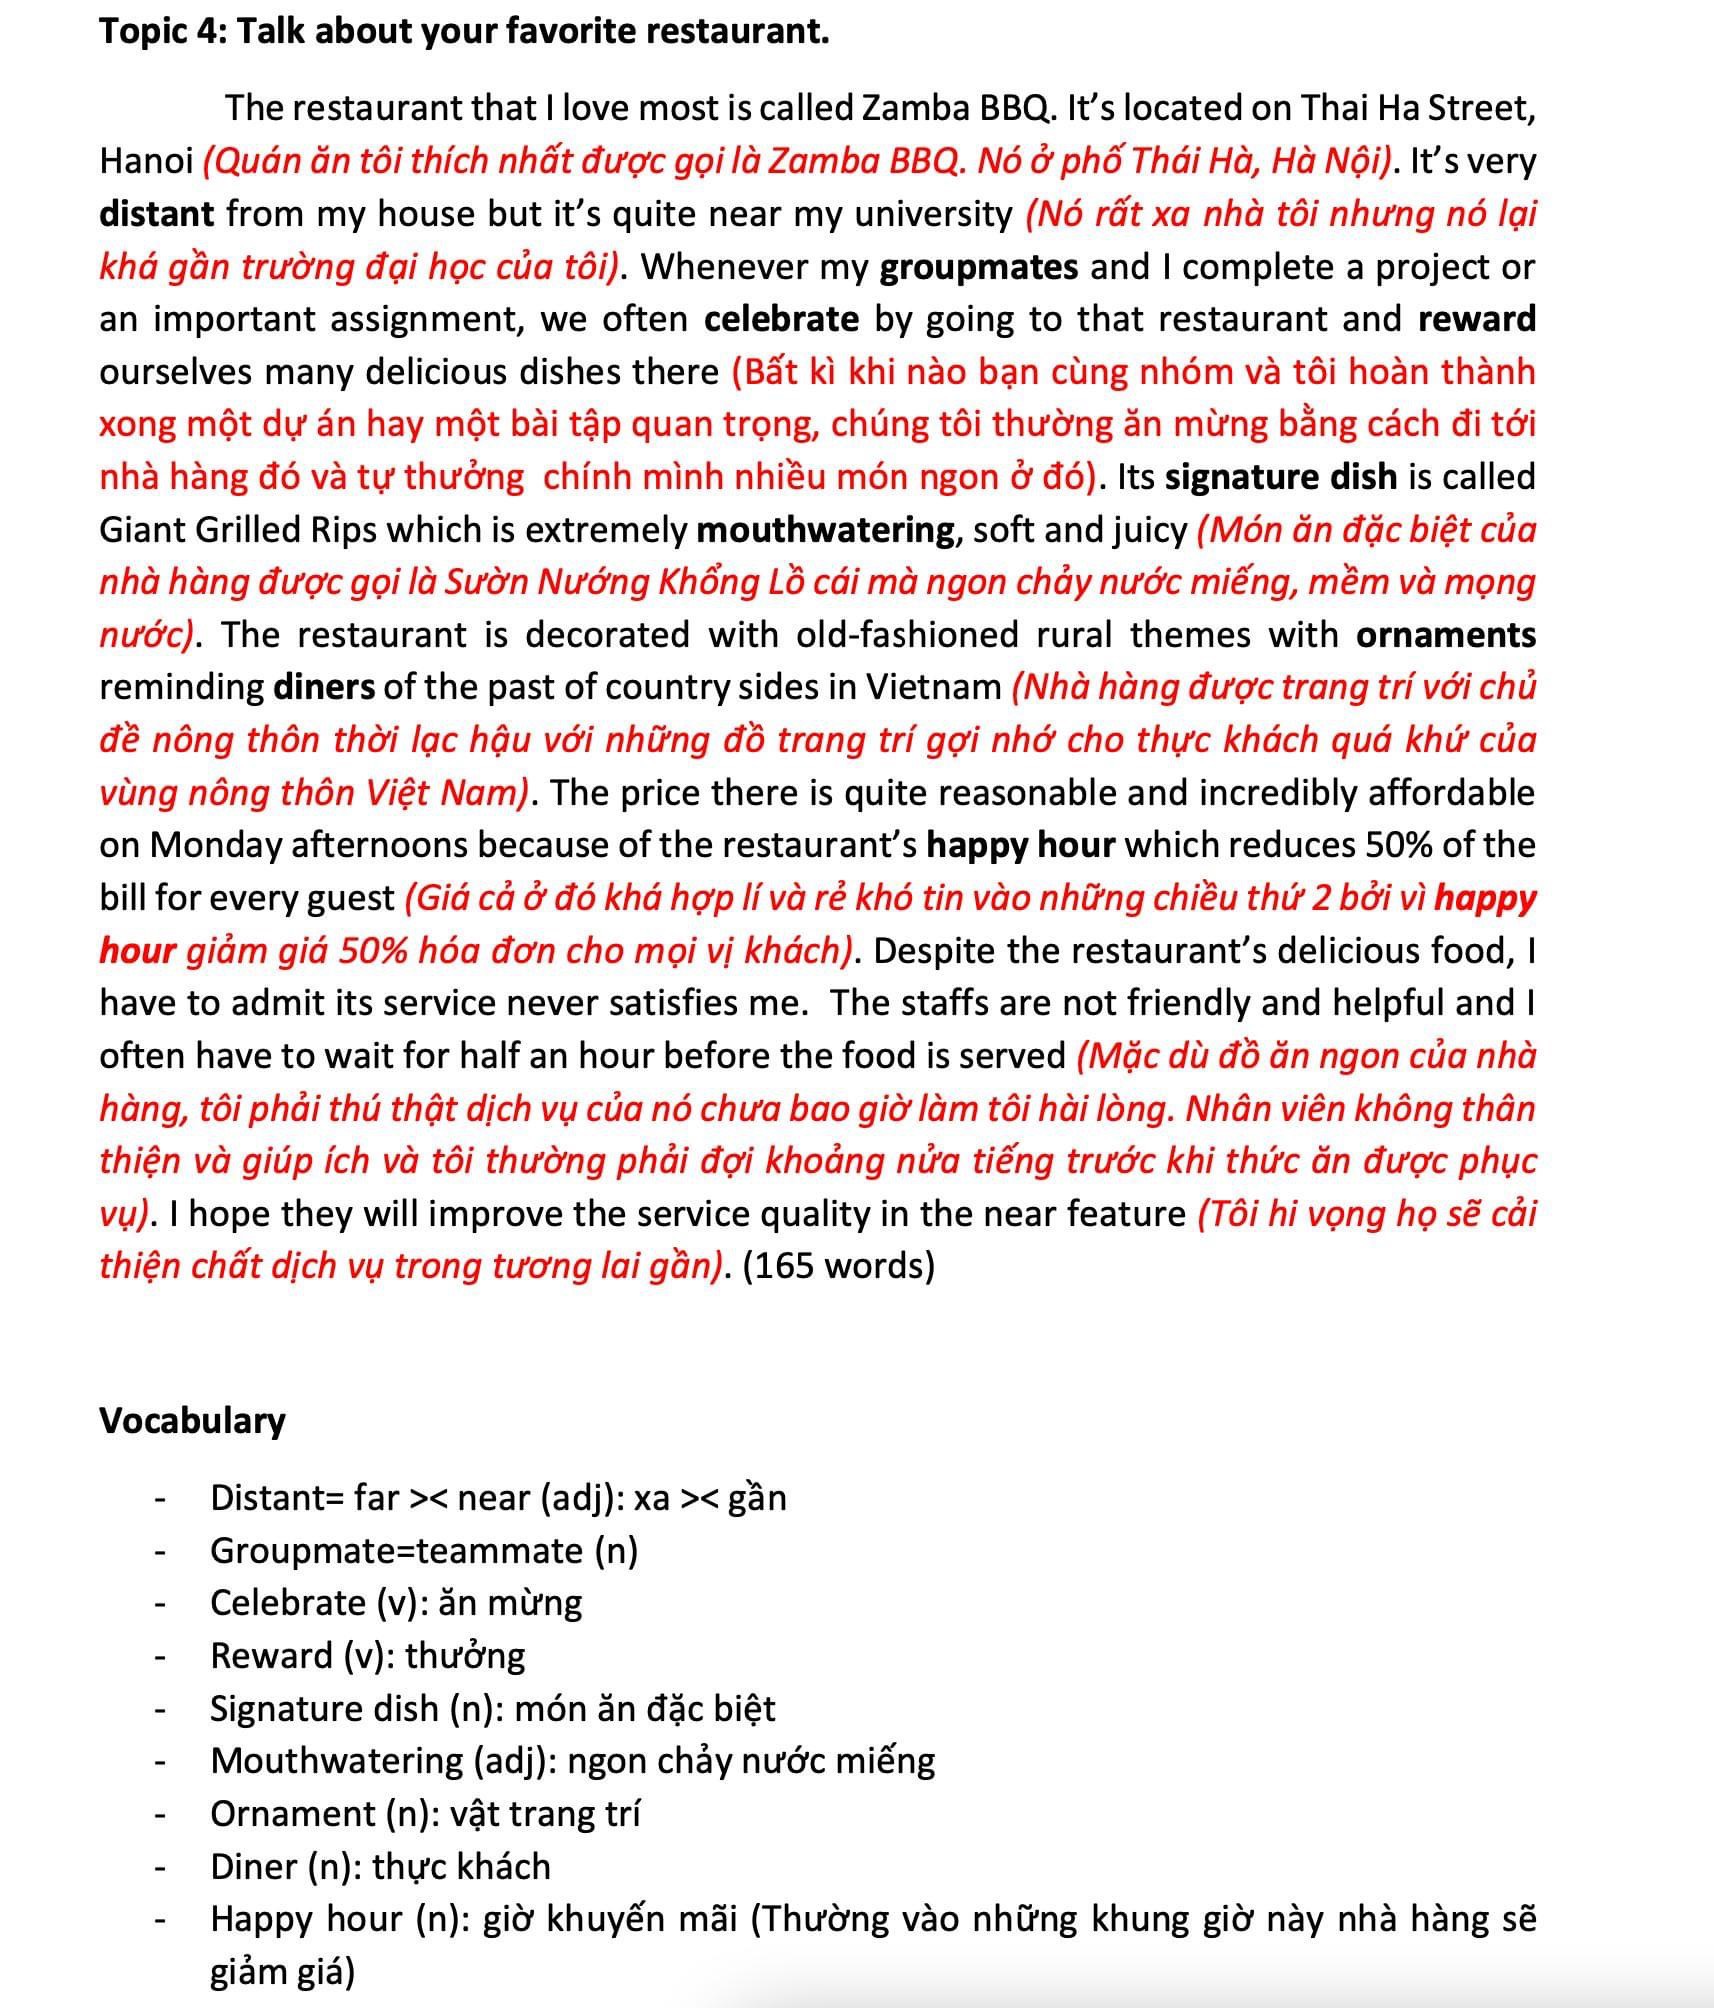 Topic 4: Talk about your favorite restaurant.
The restaurant that I love most is called Zamba BBQ. It’s located on Thai Ha Street,
Hanoi (Quán ăn tôi thích nhất được gọi là Zamba BBQ. Nó ở phố Thái Hà, Hà Nội). It’s very
distant from my house but it’s quite near my university (Nó rất xa nhà tôi nhưng nó lại
khá gần trường đại học của tôi). Whenever my groupmates and I complete a project or
an important assignment, we often celebrate by going to that restaurant and reward
ourselves many delicious dishes there (Bất kì khi nào bạn cùng nhóm và tôi hoàn thành
xong một dự án hay một bài tập quan trọng, chúng tôi thường ăn mừng bằng cách đi tới
nhà hàng đó và tự thưởng chính mình nhiều món ngon ở đó). Its signature dish is called
Giant Grilled Rips which is extremely mouthwatering, soft and juicy (Món ăn đặc biệt của
nhà hàng được gọi là Sườn Nướng Khổng Lồ cái mà ngon chảy nước miếng, mềm và mọng
nước). The restaurant is decorated with old-fashioned rural themes with ornaments
reminding diners of the past of country sides in Vietnam (Nhà hàng được trang trí với chủ
đề nông thôn thời lạc hậu với những đồ trang trí gợi nhớ cho thực khách quá khứ của
vùng nông thôn Việt Nam). The price there is quite reasonable and incredibly affordable
on Monday afternoons because of the restaurant’s happy hour which reduces 50% of the
bill for every guest (Giá cả ở đó khá hợp lí và rẻ khó tin vào những chiều thứ 2 bởi vì happy
hour giảm giá 50% hóa đơn cho mọi vị khách). Despite the restaurant’s delicious food, I
have to admit its service never satisfies me. The staffs are not friendly and helpful and I
often have to wait for half an hour before the food is served (Mặc dù đồ ăn ngon của nhà
hàng, tôi phải thú thật dịch vụ của nó chưa bao giờ làm tôi hài lòng. Nhân viên không thân
thiện và giúp ích và tôi thường phải đợi khoảng nửa tiếng trước khi thức ăn được phục
vụ). I hope they will improve the service quality in the near feature (Tôi hi vọng họ sẽ cải
thiện chất dịch vụ trong tương lai gần). (165 words)
Vocabulary
- Distant= far >< near (adj): xa >< gần
- Groupmate=teammate (n)
- Celebrate (v): ăn mừng
- Reward (v): thưởng
- Signature dish (n): món ăn đặc biệt
- Mouthwatering (adj): ngon chảy nước miếng
- Ornament (n): vật trang trí
- Diner (n): thực khách
- Happy hour (n): giờ khuyến mãi (Thường vào những khung giờ này nhà hàng sẽ
giảm giá)